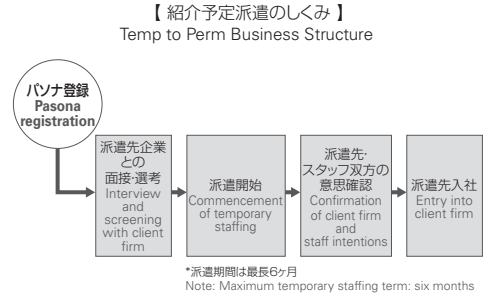 【 紹介予定派遣のしくみ 】
Temp to Perm Business Structure
パソナ登録
Pasona
registration
派遣先企業
との
面接・選考
Interview
and
screening
with client
firm
派遣開始
Commencement
of temporary
staffing
派遣先・
スタッフ双方の
意思確認
Confirmation
of client firm
and
staff intentions
派遣先入社
Entry into
client firm
*派遣期間は最長6ヶ月
Note: Maximum temporary staffing term: six months